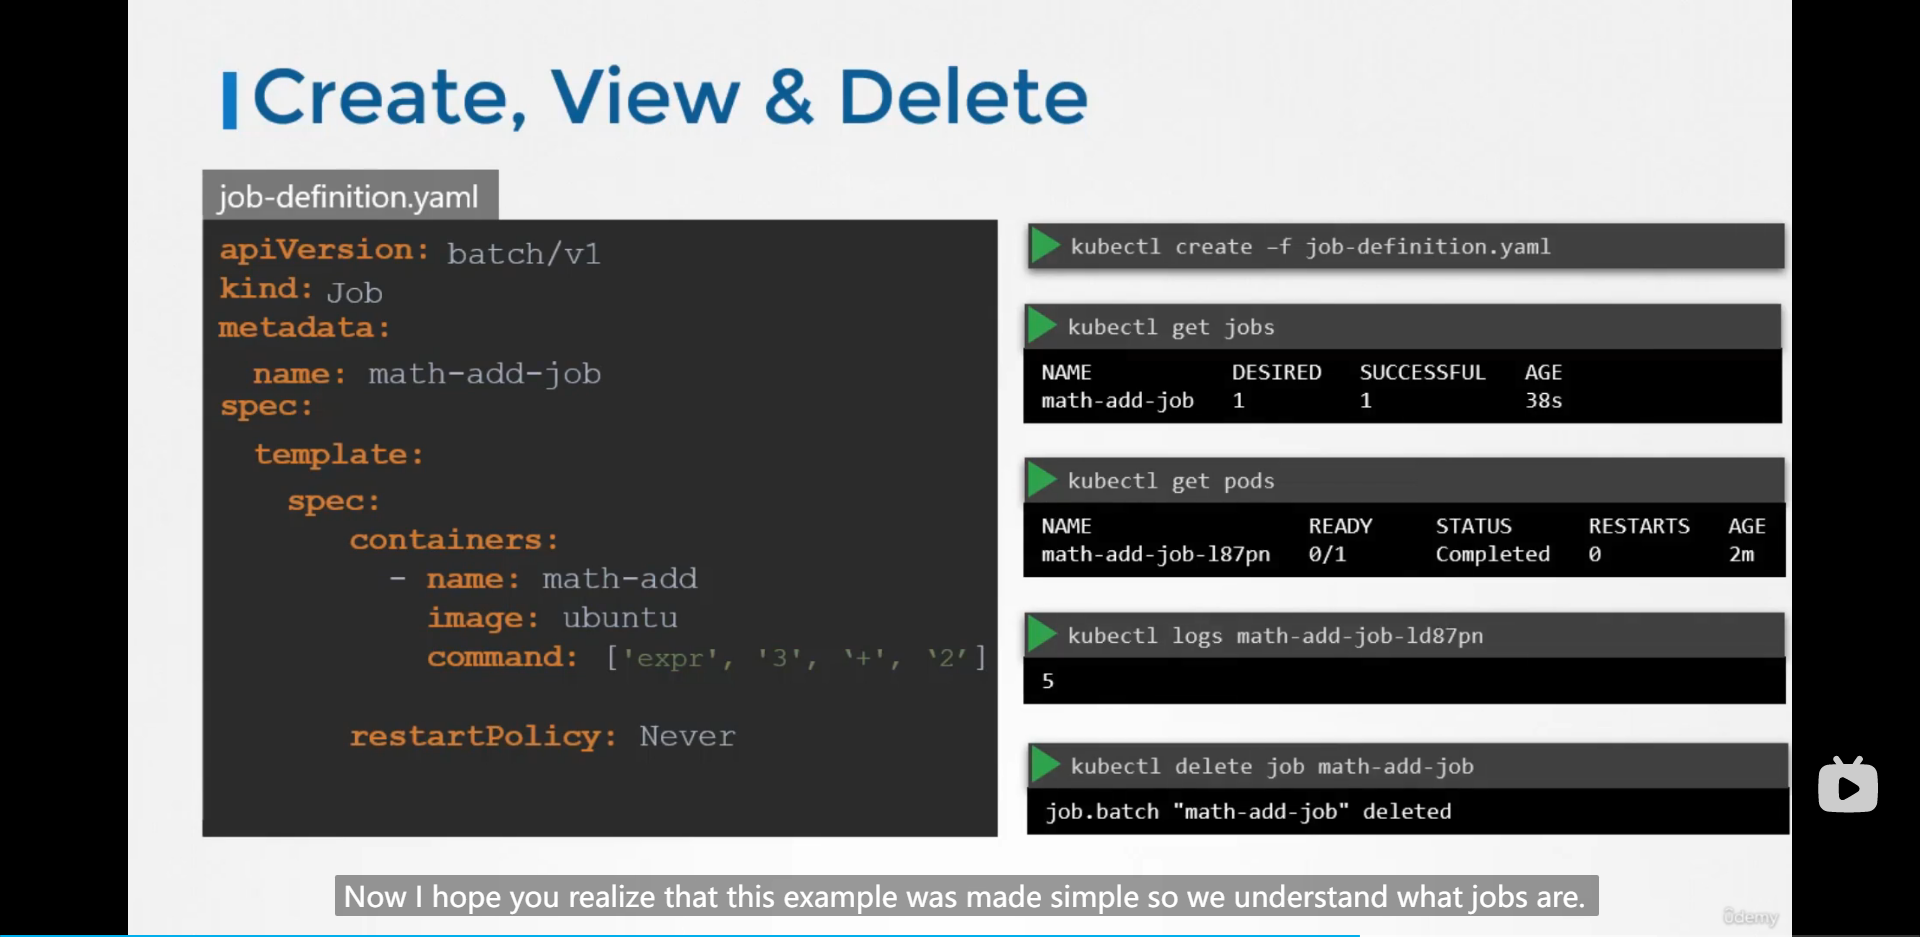 Create, View & Delete
job-definition.yaml
apiVersion: batch/v1
kind: Job
metadata:
name: math-add-job
spec:
template:
spec:
containers:
- name: math-add
image: ubuntu
command: ['expr', '3', ‘+', ‘2’]
restartPolicy: Never
kubectl create –f job-definition.yaml
kubectl get jobs
NAME DESIRED SUCCESSFUL AGE
math-add-job 1 1 38s
kubectl get pods
NAME READY STATUS RESTARTS AGE
math-add-job-l87pn 0/1 Completed 0 2m
kubectl logs math-add-job-ld87pn
5
kubectl delete job math-add-job
job.batch "math-add-job" deleted
Now I hope you realize that this example was made simple so we understand what jobs are.
ûdemy